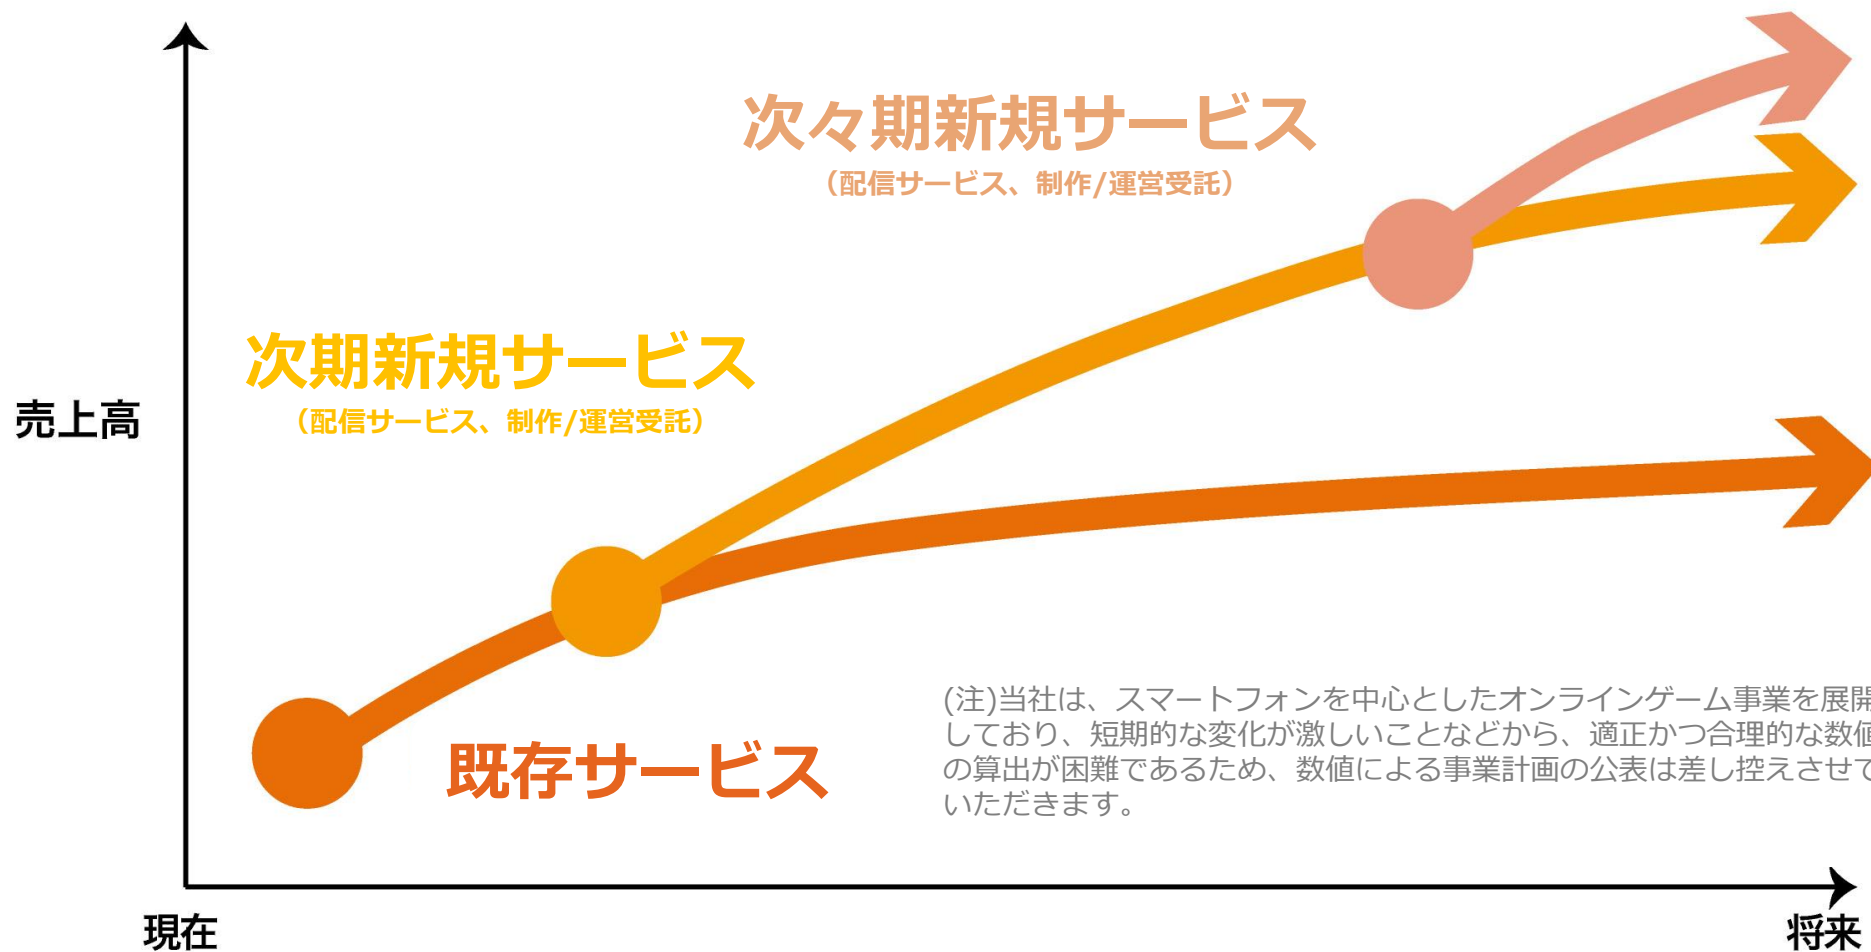 次々期新規サービス
（配信サービス、制作/運営受託）
次期新規サービス
（配信サービス、制作/運営受託）
売上高
既存サービス
(注)当社は、スマートフォンを中心としたオンラインゲーム事業を展開
しており、短期的な変化が激しいことなどから、適正かつ合理的な数値
の算出が困難であるため、数値による事業計画の公表は差し控えさせて
いただきます。
現在
将来